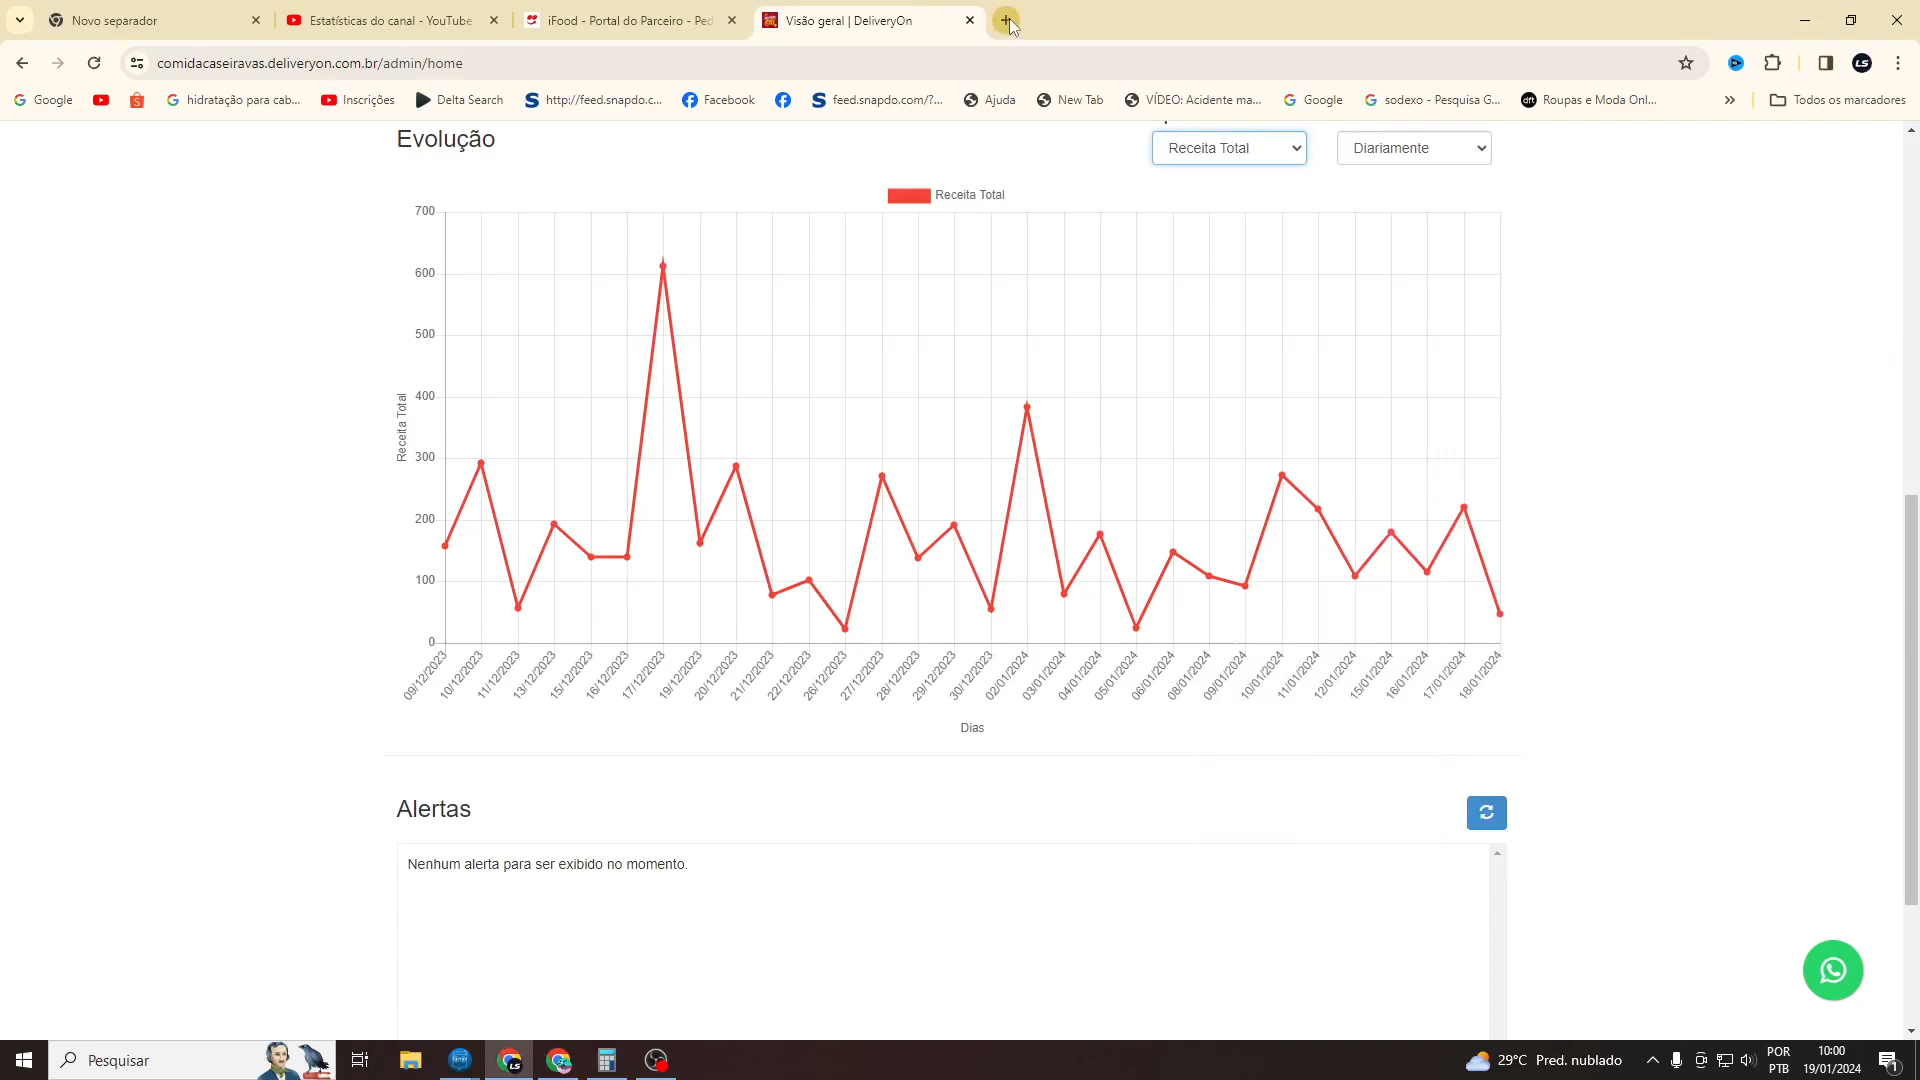 Novo separador
Estatísticas do canal - YouTube
iFood - Portal do Parceiro - Ped
Visão geral | DeliveryOn
comidacaseiravas.deliveryon.com.br/admin/home
Google
hidratação para cab...
Inscrições
Delta Search
http://feed.snapdo.c...
Facebook
feed.snapdo.com/?...
Ajuda
New Tab
VÍDEO: Acidente ma...
Google
sodexo - Pesquisa G...
dft
Roupas e Moda Onl...
»
Todos os marcadores
LS
Evolução
Receita Total
Diariamente
Receita Total
700
600
500
400
300
200
100
0
Receita Total
09/12/2023
10/12/2023
11/12/2023
13/12/2023
15/12/2023
16/12/2023
17/12/2023
19/12/2023
20/12/2023
21/12/2023
22/12/2023
26/12/2023
27/12/2023
28/12/2023
29/12/2023
30/12/2023
02/01/2024
03/01/2024
04/01/2024
05/01/2024
06/01/2024
08/01/2024
09/01/2024
10/01/2024
11/01/2024
12/01/2024
15/01/2024
16/01/2024
17/01/2024
18/01/2024
Dias
Alertas
Nenhum alerta para ser exibido no momento.
Pesquisar
LS
29°C Pred. nublado
POR
PTB
10:00
19/01/2024
1